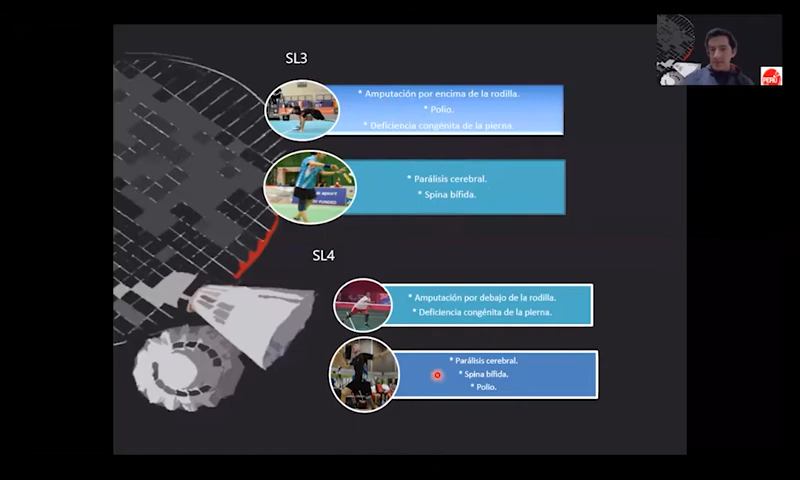 SL3
* Amputación por encima de la rodilla.
* Polio.
* Deficiencia congénita de la pierna.
* Parálisis cerebral.
* Spina bífida.
SL4
* Amputación por debajo de la rodilla.
* Deficiencia congénita de la pierna.
* Parálisis cerebral.
* Spina bífida.
* Polio.
PERÚ